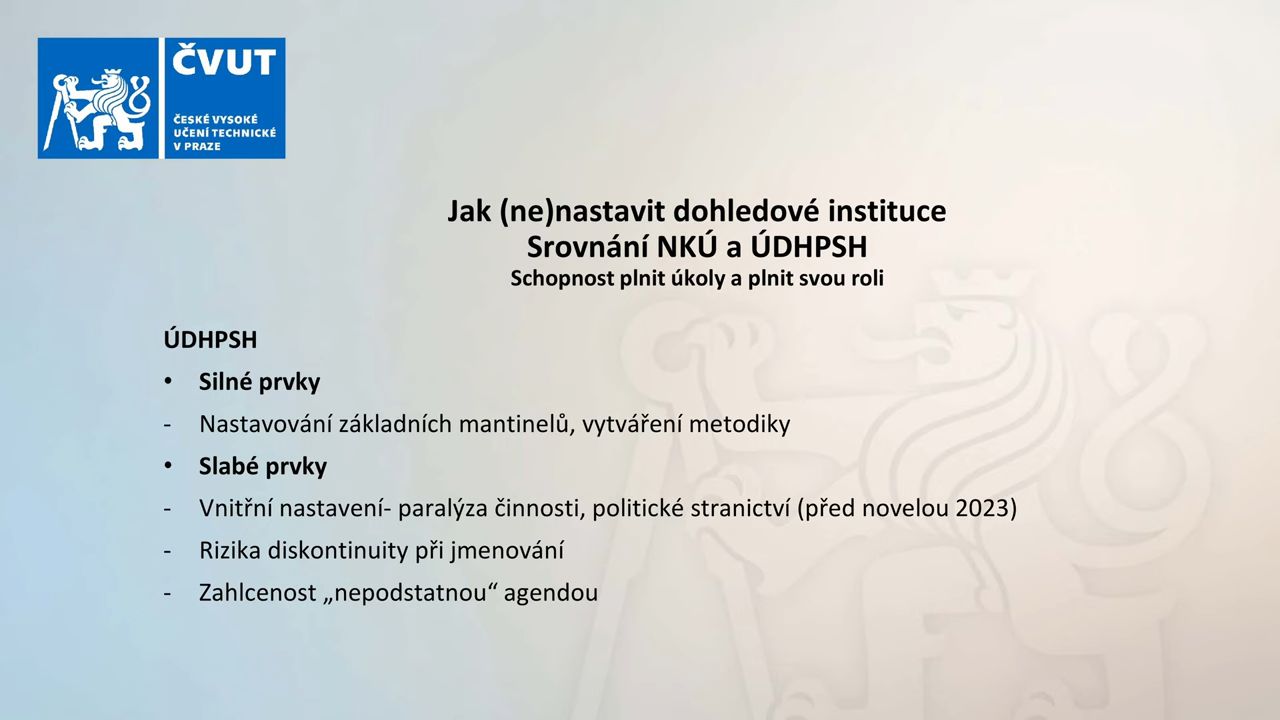 ČVUT
ČESKÉ VYSOKÉ
UČENÍ TECHNICKÉ
V PRAZE
Jak (ne)nastavit dohledové instituce
Srovnání NKÚ a ÚDHPSH
Schopnost plnit úkoly a plnit svou roli
ÚDHPSH
• Silné prvky
- Nastavování základních mantinelů, vytváření metodiky
• Slabé prvky
- Vnitřní nastavení- paralýza činnosti, politické stranictví (před novelou 2023)
- Rizika diskontinuity při jmenování
- Zahlcenost „nepodstatnou“ agendou